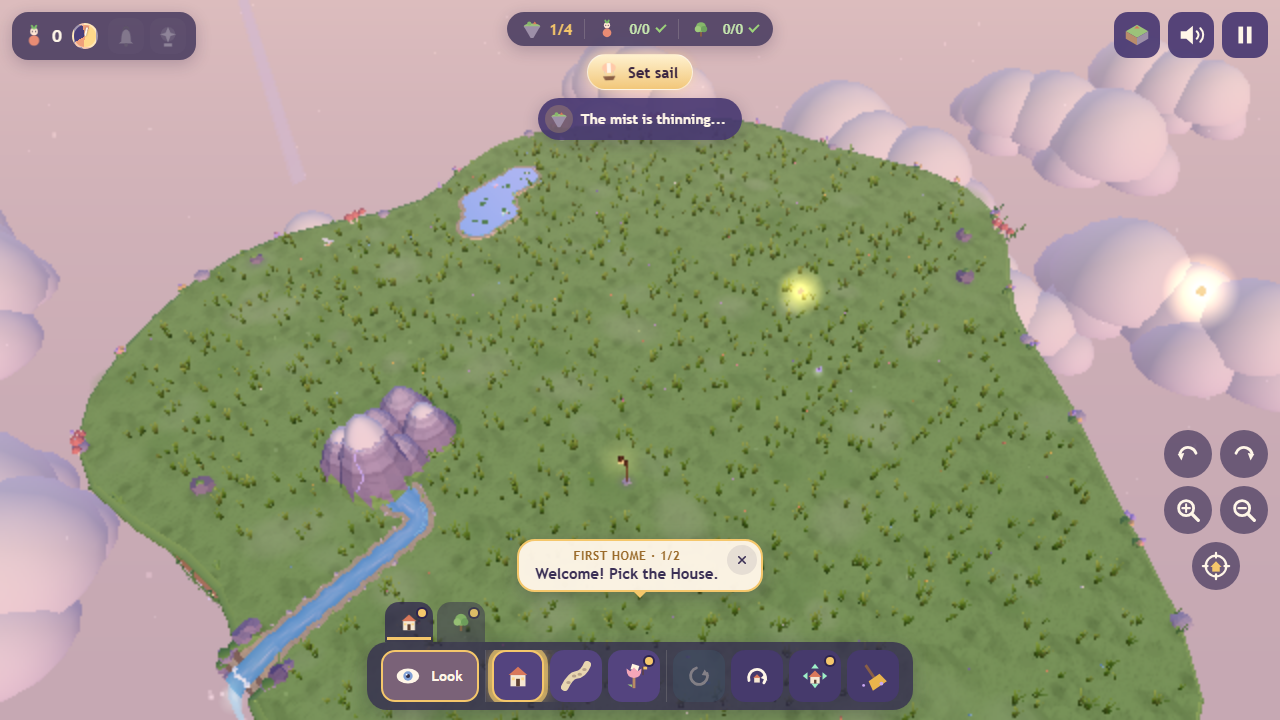 0
1/4
0/0
0/0
Set sail
The mist is thinning...
FIRST HOME · 1/2
Welcome! Pick the House.
Look